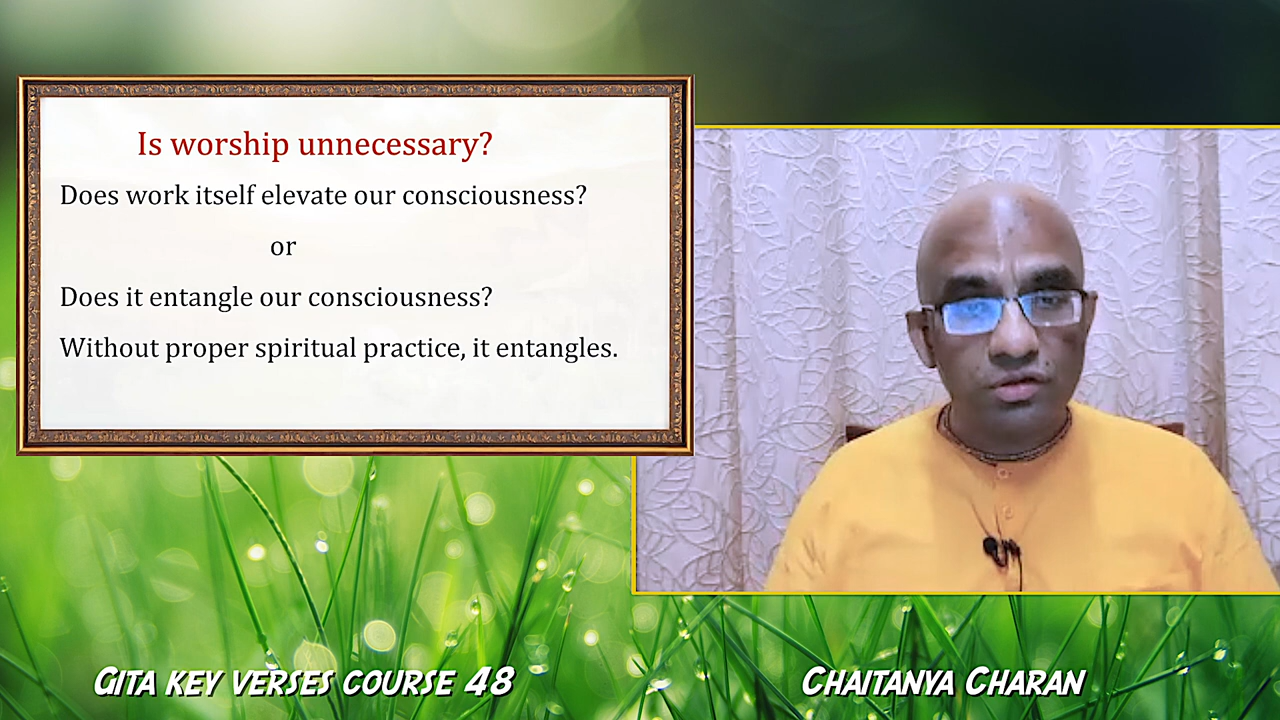 Is worship unnecessary?
Does work itself elevate our consciousness?
or
Does it entangle our consciousness?
Without proper spiritual practice, it entangles.
GITA KEY VERSES COURSE 48
CHAITANYA CHARAN